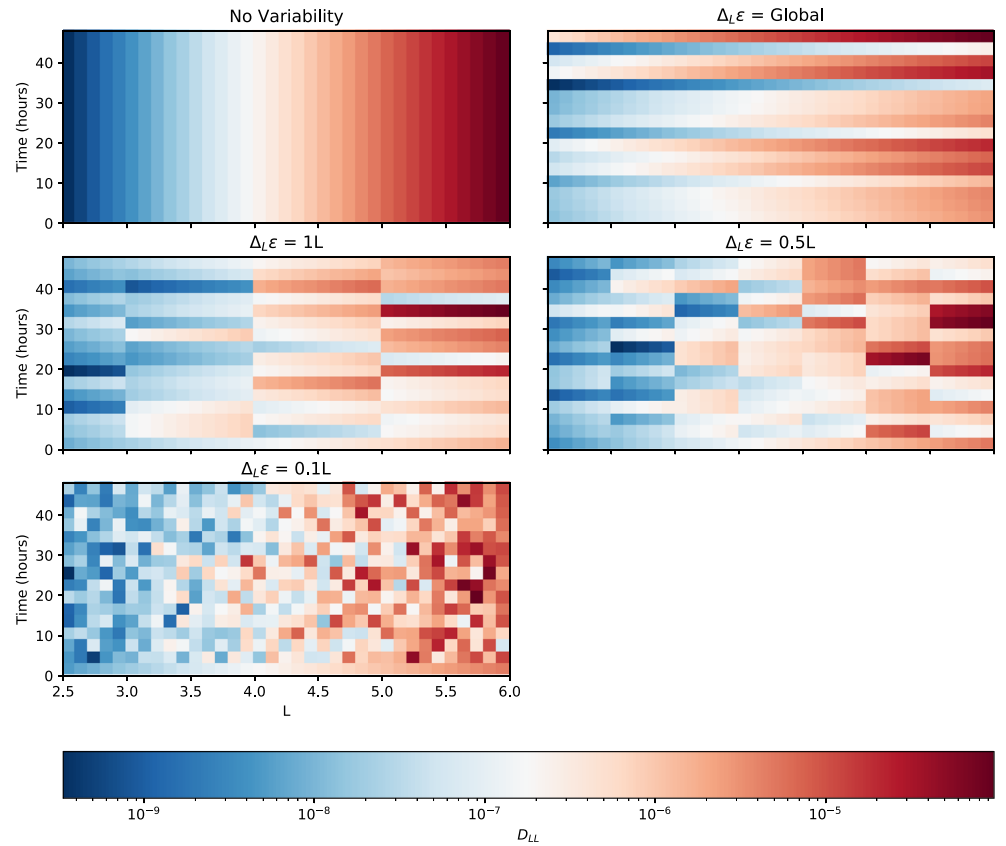 No Variability
Δ_Lε = Global
Time (hours)
40
30
20
10
0
Δ_Lε = 1L
Δ_Lε = 0.5L
Time (hours)
40
30
20
10
0
Δ_Lε = 0.1L
Time (hours)
40
30
20
10
0
2.5 3.0 3.5 4.0 4.5 5.0 5.5 6.0
L
10⁻⁹ 10⁻⁸ 10⁻⁷ 10⁻⁶ 10⁻⁵
D_LL